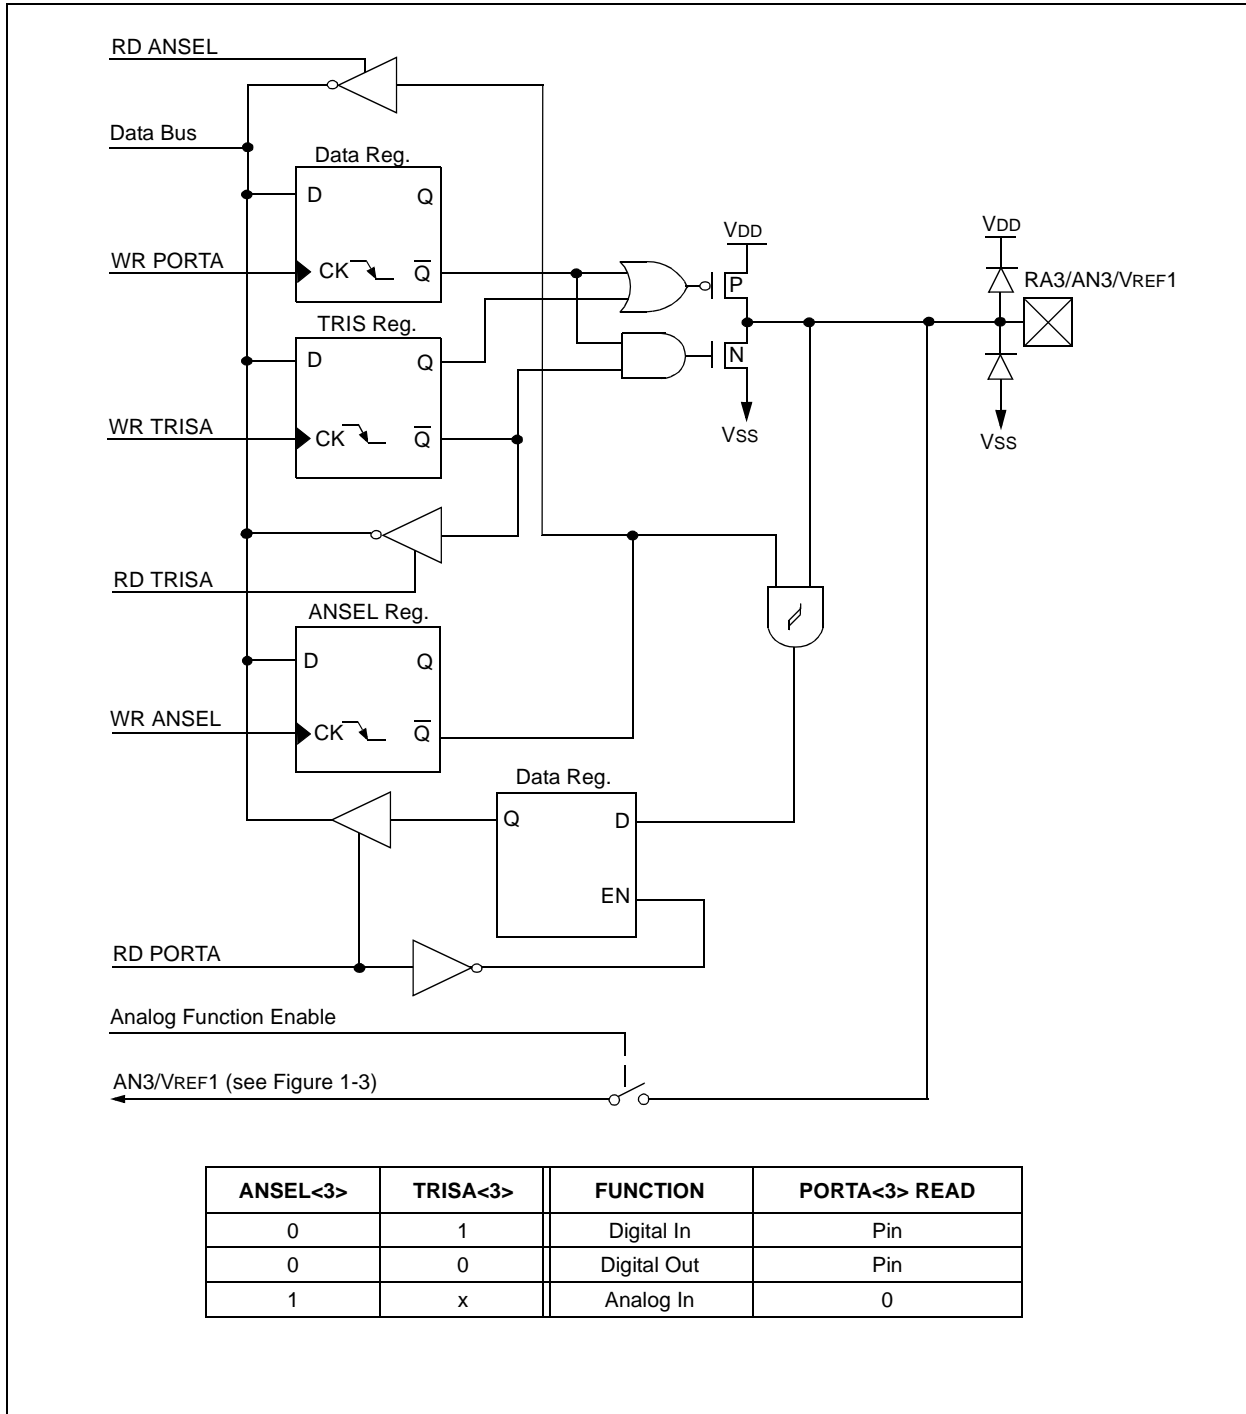 RD ANSEL
Data Bus
Data Reg.
D
Q
WR PORTA
CK
Q̅
VDD
P
VDD
RA3/AN3/VREF1
TRIS Reg.
D
Q
N
WR TRISA
CK
Q̅
VSS
VSS
RD TRISA
ANSEL Reg.
D
Q
WR ANSEL
CK
Q̅
Data Reg.
Q
D
EN
RD PORTA
Analog Function Enable
AN3/VREF1 (see Figure 1-3)
ANSEL<3> TRISA<3> FUNCTION PORTA<3> READ
0 1 Digital In Pin
0 0 Digital Out Pin
1 x Analog In 0